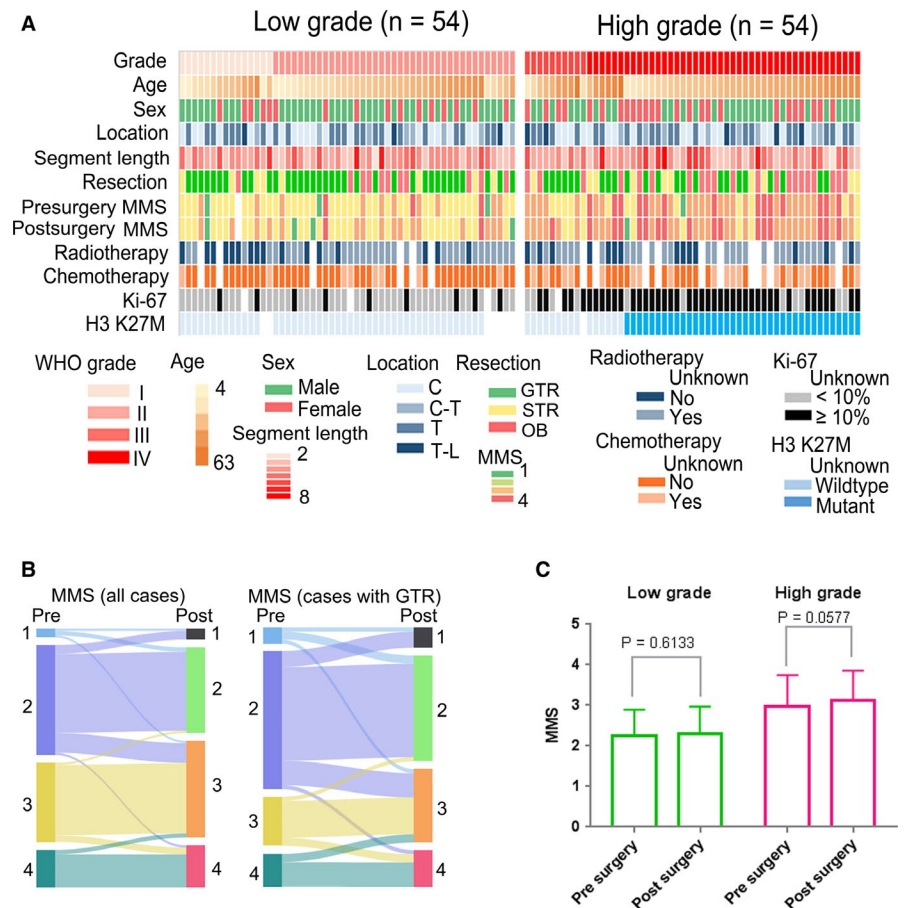 A
Low grade (n = 54)
High grade (n = 54)
Grade
Age
Sex
Location
Segment length
Resection
Presurgery MMS
Postsurgery MMS
Radiotherapy
Chemotherapy
Ki-67
H3 K27M
WHO grade
I
II
III
IV
Age
4
63
Sex
Male
Female
Segment length
2
8
Location
C
C-T
T
T-L
Resection
GTR
STR
OB
MMS
1
4
Radiotherapy
Unknown
No
Yes
Chemotherapy
Unknown
No
Yes
Ki-67
Unknown
< 10%
≥ 10%
H3 K27M
Unknown
Wildtype
Mutant
B
MMS (all cases)
Pre
Post
1
2
3
4
1
2
3
4
MMS (cases with GTR)
Pre
Post
1
2
3
4
1
2
3
4
C
Low grade
High grade
P = 0.6133
P = 0.0577
MMS
5
4
3
2
1
0
Pre surgery
Post surgery
Pre surgery
Post surgery